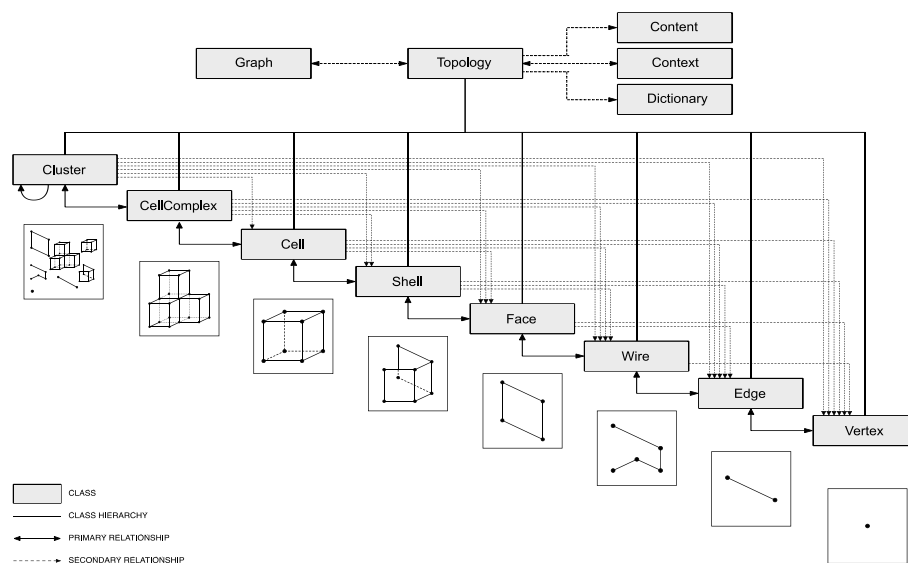 Content
Graph
Topology
Context
Dictionary
Cluster
CellComplex
Cell
Shell
Face
Wire
Edge
Vertex
CLASS
CLASS HIERARCHY
PRIMARY RELATIONSHIP
SECONDARY RELATIONSHIP